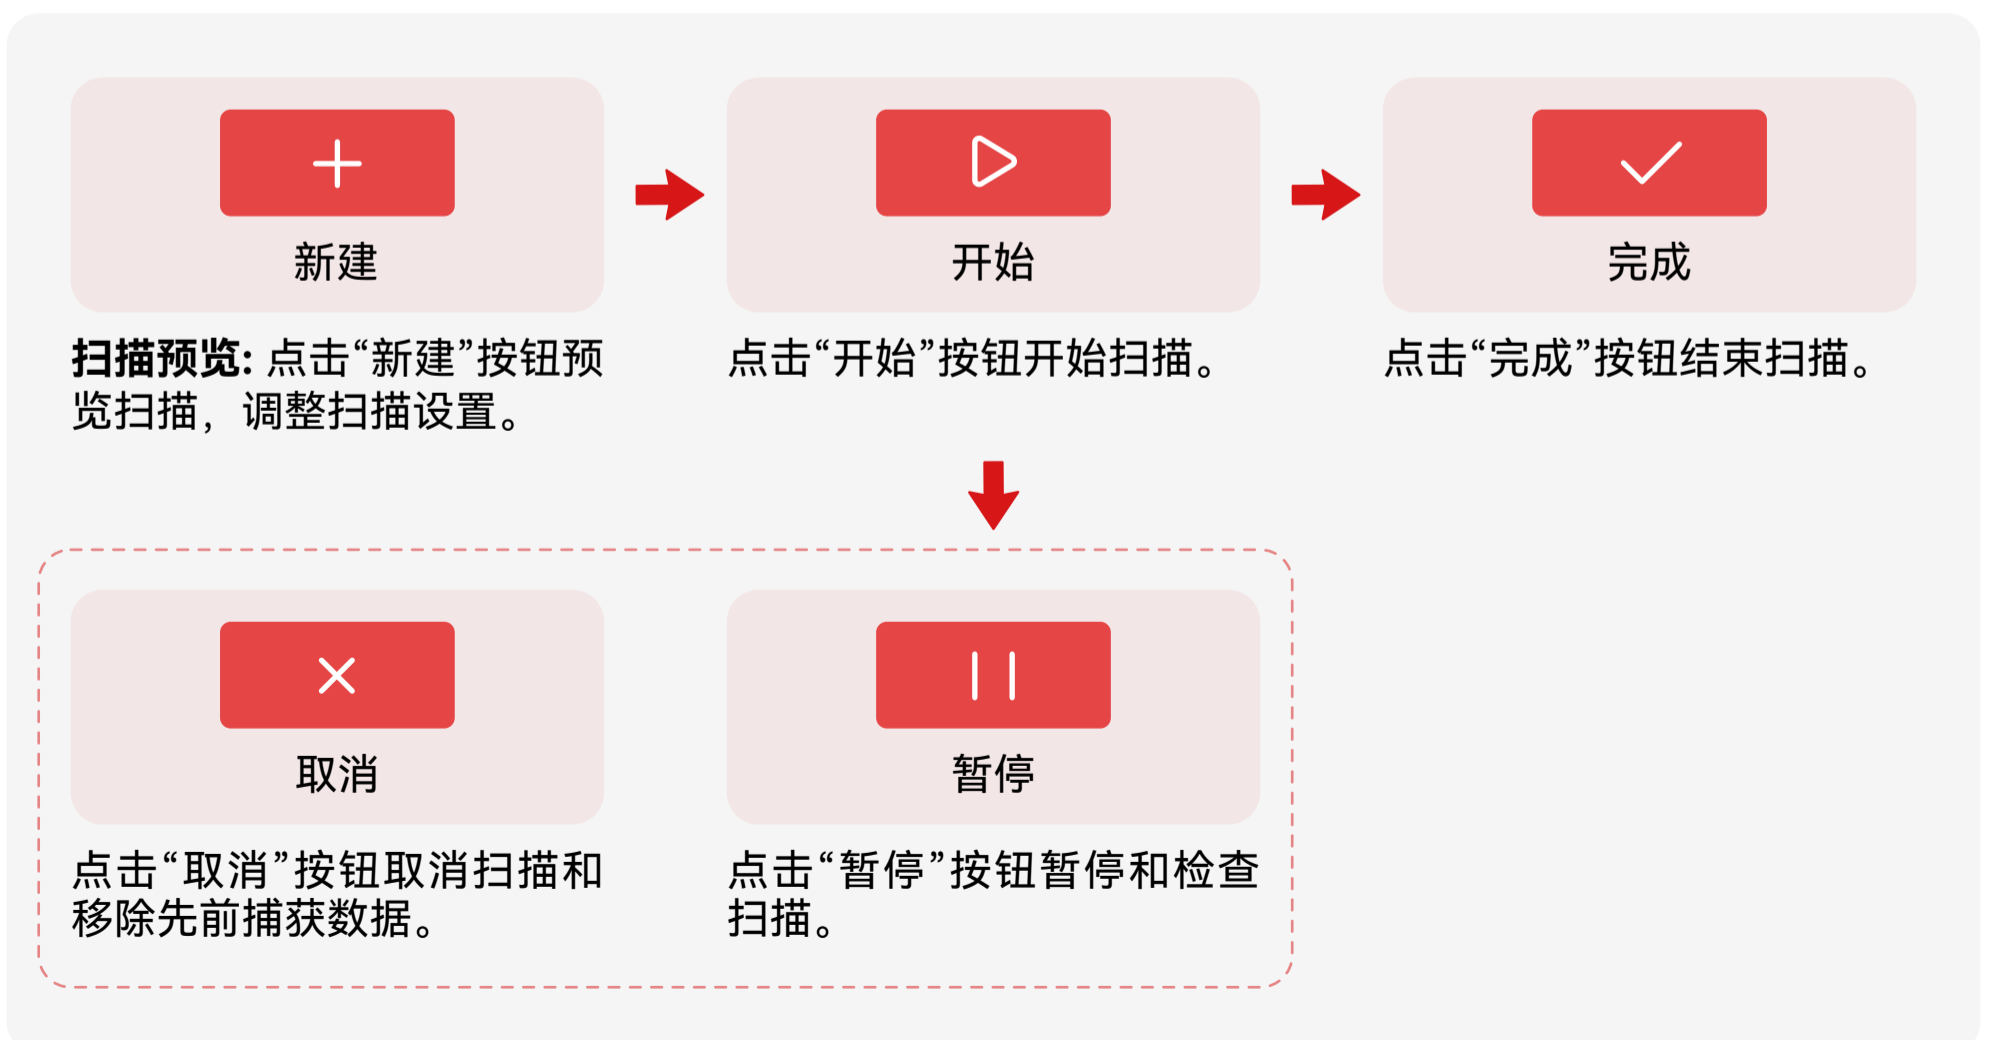 新建
开始
完成
扫描预览: 点击“新建”按钮预
览扫描，调整扫描设置。
点击“开始”按钮开始扫描。
点击“完成”按钮结束扫描。
取消
暂停
点击“取消”按钮取消扫描和
移除先前捕获数据。
点击“暂停”按钮暂停和检查
扫描。